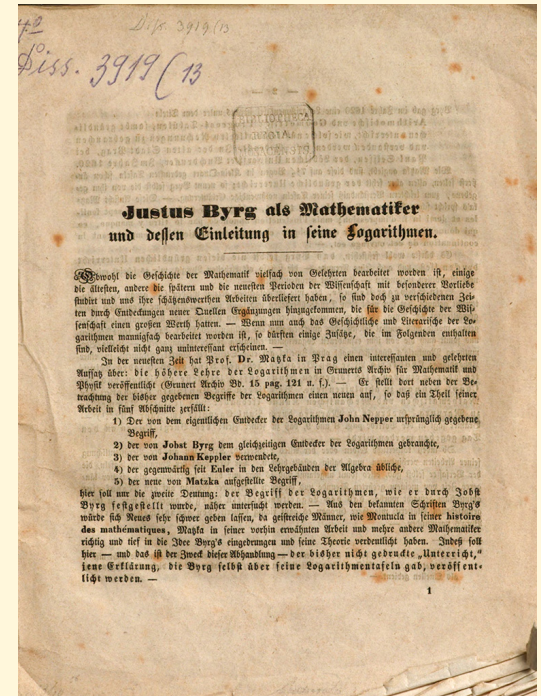 4°
Diss. 3919/13
Diss. 3919(13
Justus Byrg als Mathematiker
und dessen Einleitung in seine Logarithmen.
Obwohl die Geschichte der Mathematik vielfach von Gelehrten bearbeitet worden ist, einige
die ältesten, andere die spätern und die neuesten Perioden der Wissenschaft mit besonderer Vorliebe
studirt und uns ihre schätzenswerthen Arbeiten überliefert haben, so sind doch zu verschiedenen Zei-
ten durch Entdeckungen neuer Quellen Ergänzungen hinzugekommen, die für die Geschichte der Wis-
senschaft einen großen Werth hatten. — Wenn nun auch das Geschichtliche und Literarische der Lo-
garithmen mannigfach bearbeitet worden ist, so dürften einige Zusätze, die im Folgenden enthalten
sind, vielleicht nicht ganz uninteressant erscheinen. —
In der neuesten Zeit hat Prof. Dr. Matzka in Prag einen interessanten und gelehrten
Aufsatz über: die höhere Lehre der Logarithmen in Grunerts Archiv für Mathematik und
Physik veröffentlicht (Grunert Archiv Bd. 15 pag. 121 u. f.). — Er stellt dort neben der Be-
trachtung der bisher gegebenen Begriffe der Logarithmen einen neuen auf, so daß ein Theil seiner
Arbeit in fünf Abschnitte zerfällt:
1) Der von dem eigentlichen Entdecker der Logarithmen John Nepper ursprünglich gegebene
Begriff,
2) der von Jobst Byrg dem gleichzeitigen Entdecker der Logarithmen gebrauchte,
3) der von Johann Keppler verwendete,
4) der gegenwärtig seit Euler in den Lehrgebäuden der Algebra übliche,
5) der neue von Matzka aufgestellte Begriff,
hier soll nur die zweite Deutung: der Begriff der Logarithmen, wie er durch Jobst
Byrg festgestellt wurde, näher untersucht werden. — Aus den bekannten Schriften Byrg's
würde sich Neues sehr schwer geben lassen, da geistreiche Männer, wie Montucla in seiner histoire
des mathématiques, Matzka in seiner vorhin erwähnten Arbeit und mehre andere Mathematiker
richtig und tief in die Idee Byrg's eingedrungen und seine Theorie verdeutlicht haben. Indeß soll
hier — und das ist der Zweck dieser Abhandlung — der bisher nicht gedruckte „Unterricht,"
jene Erklärung, die Byrg selbst über seine Logarithmentafeln gab, veröffent-
licht werden. —
1